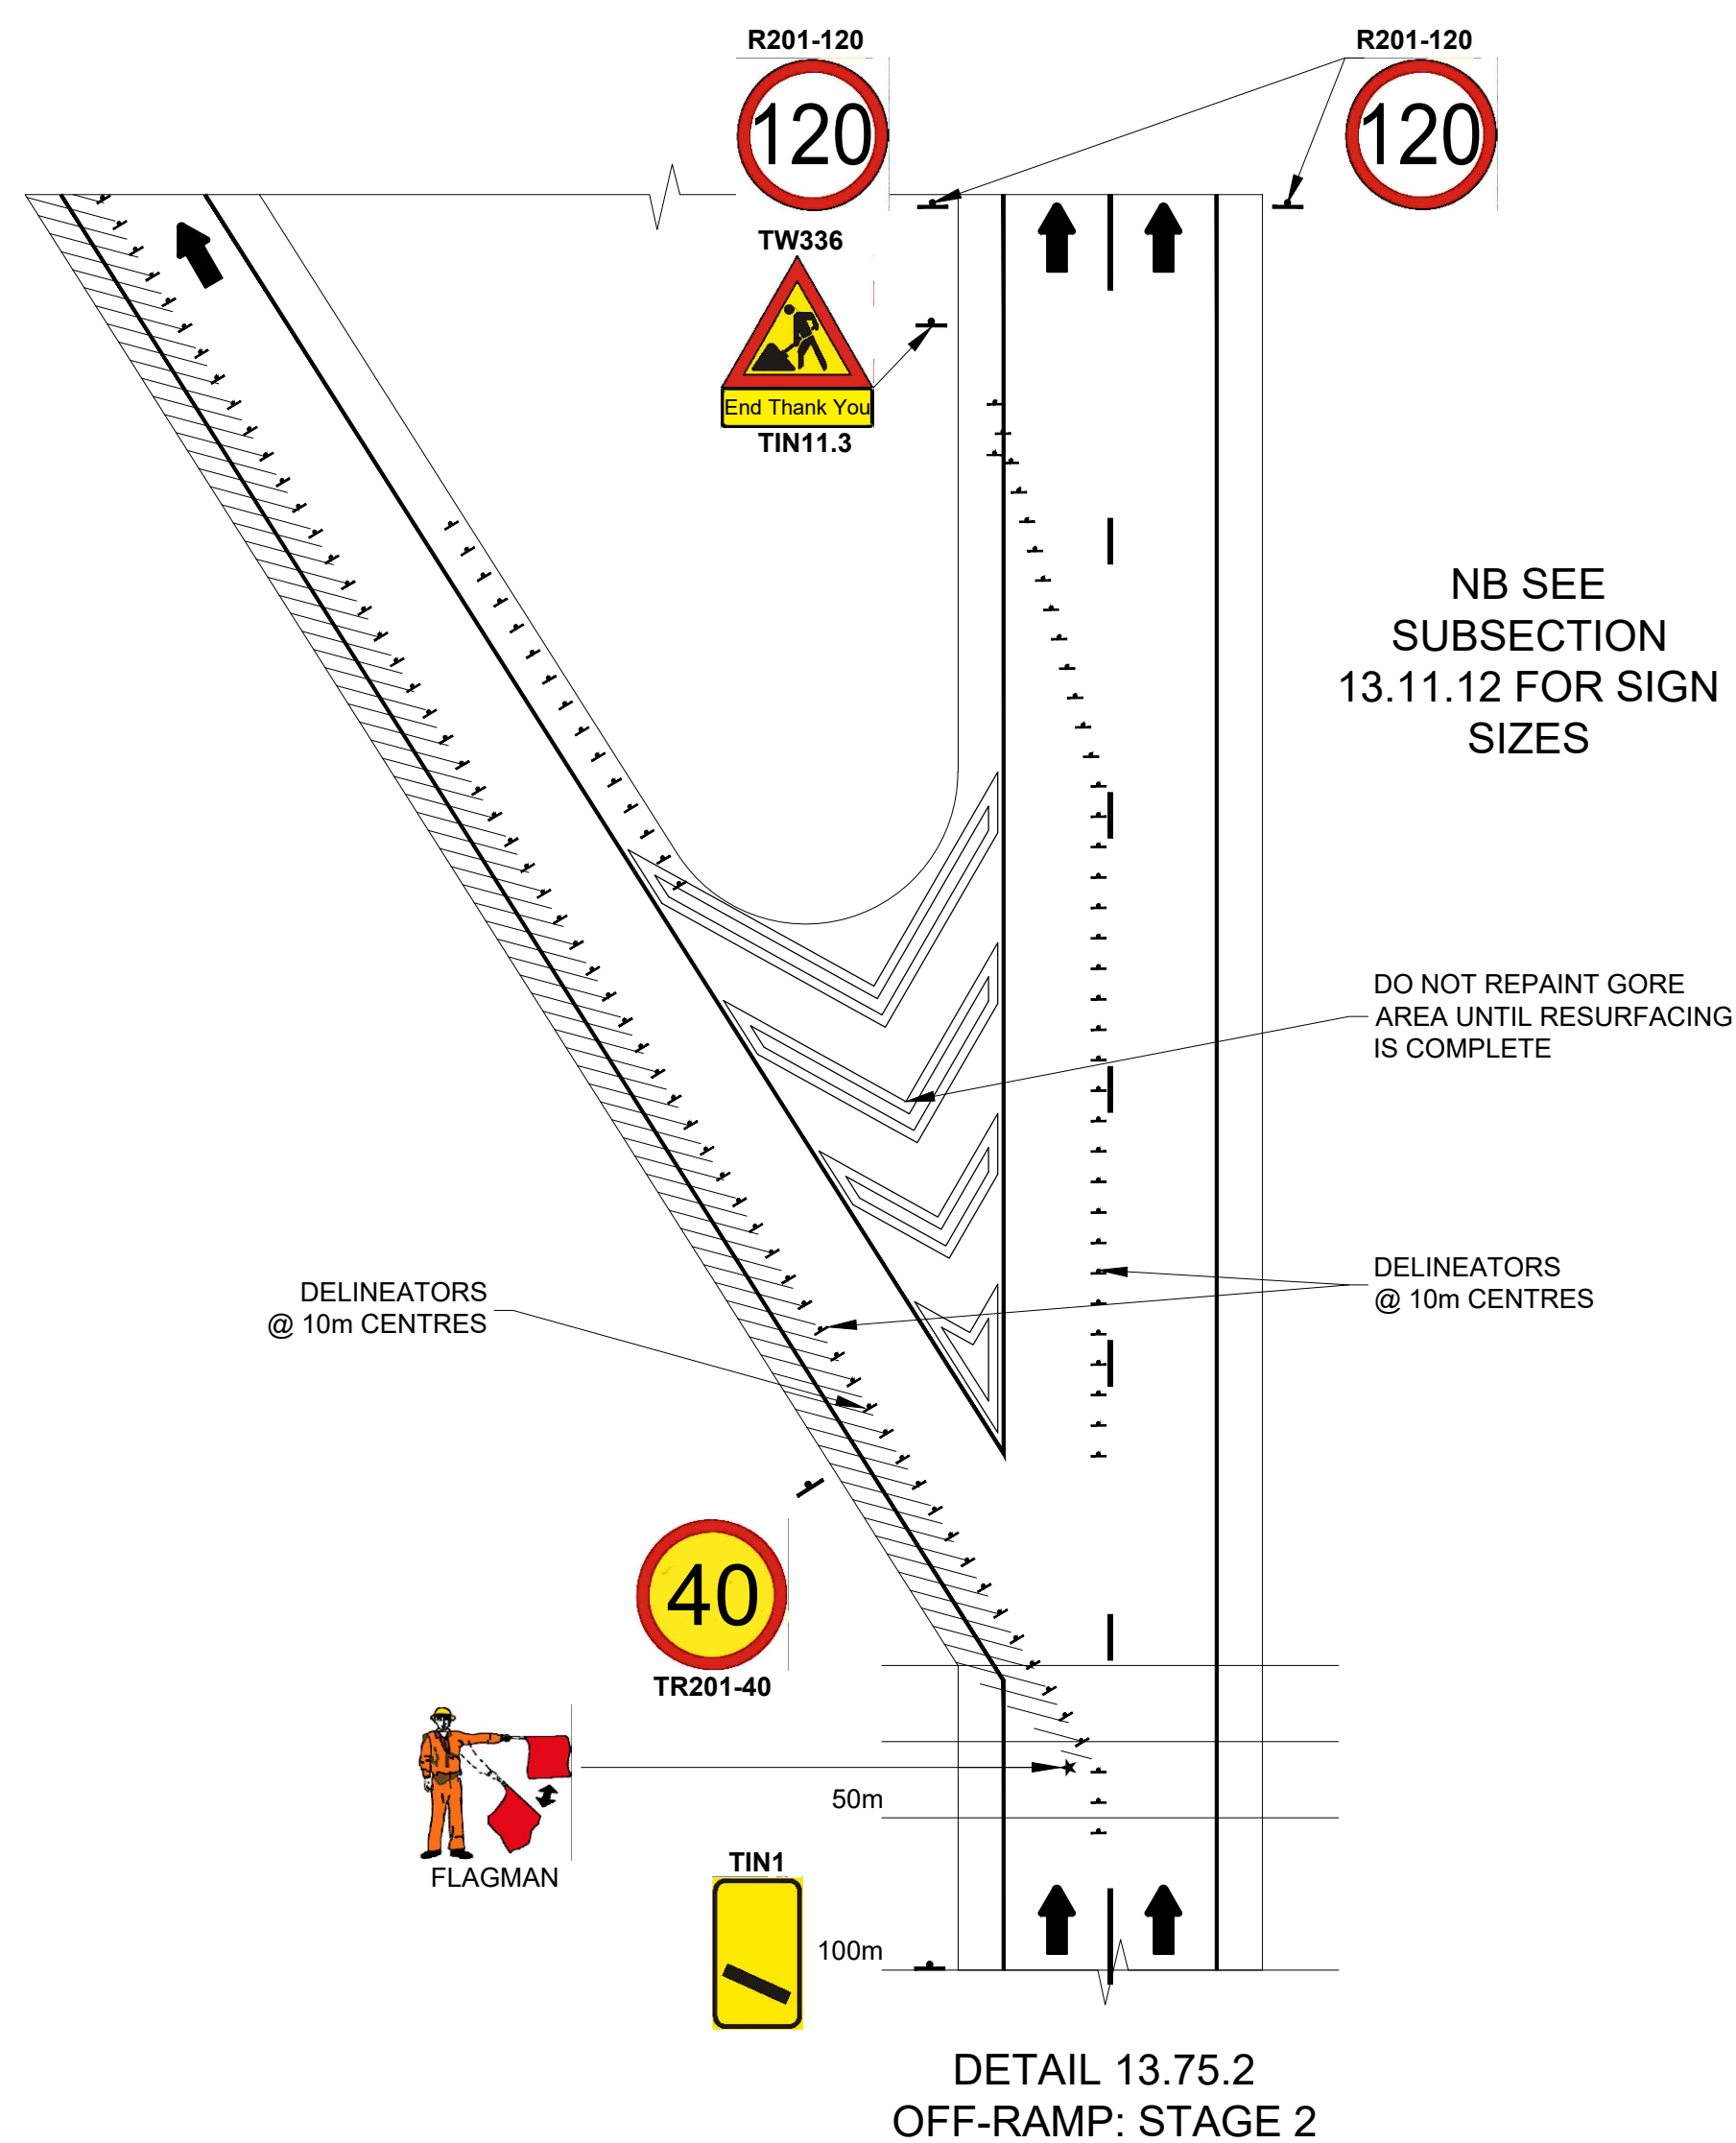 R201-120
R201-120
120
120
TW336
End Thank You
TIN11.3
NB SEE
SUBSECTION
13.11.12 FOR SIGN
SIZES
DO NOT REPAINT GORE
AREA UNTIL RESURFACING
IS COMPLETE
DELINEATORS
@ 10m CENTRES
DELINEATORS
@ 10m CENTRES
40
TR201-40
50m
FLAGMAN
TIN1
100m
DETAIL 13.75.2
OFF-RAMP: STAGE 2